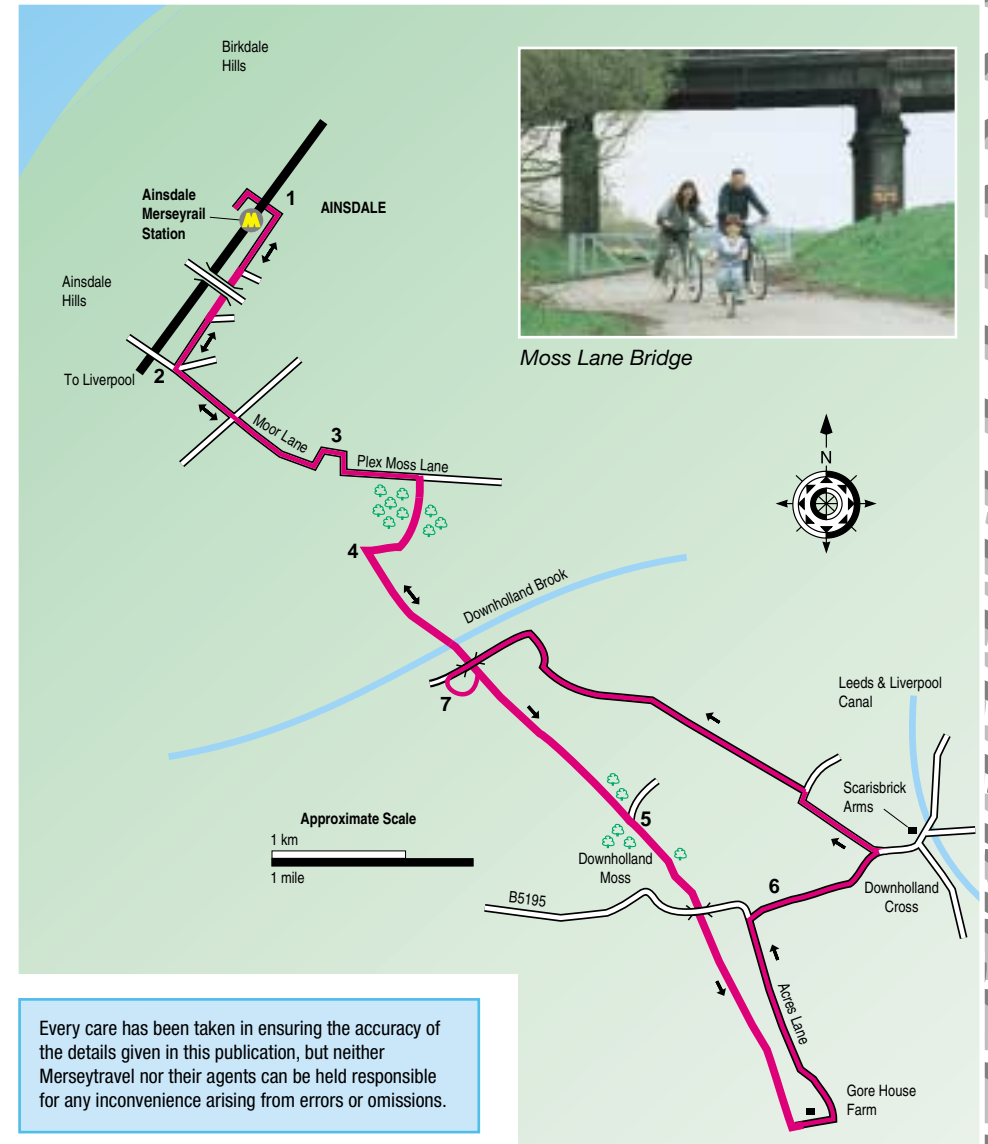 Birkdale
Hills
Ainsdale
Merseyrail
Station
1
AINSDALE
Ainsdale
Hills
To Liverpool
2
Moor Lane
3
Plex Moss Lane
Moss Lane Bridge
N
4
Downholland Brook
7
Leeds & Liverpool
Canal
Scarisbrick
Arms
Approximate Scale
1 km
1 mile
5
Downholland
Moss
6
Downholland
Cross
B5195
Acres Lane
Gore House
Farm
Every care has been taken in ensuring the accuracy of
the details given in this publication, but neither
Merseytravel nor their agents can be held responsible
for any inconvenience arising from errors or omissions.